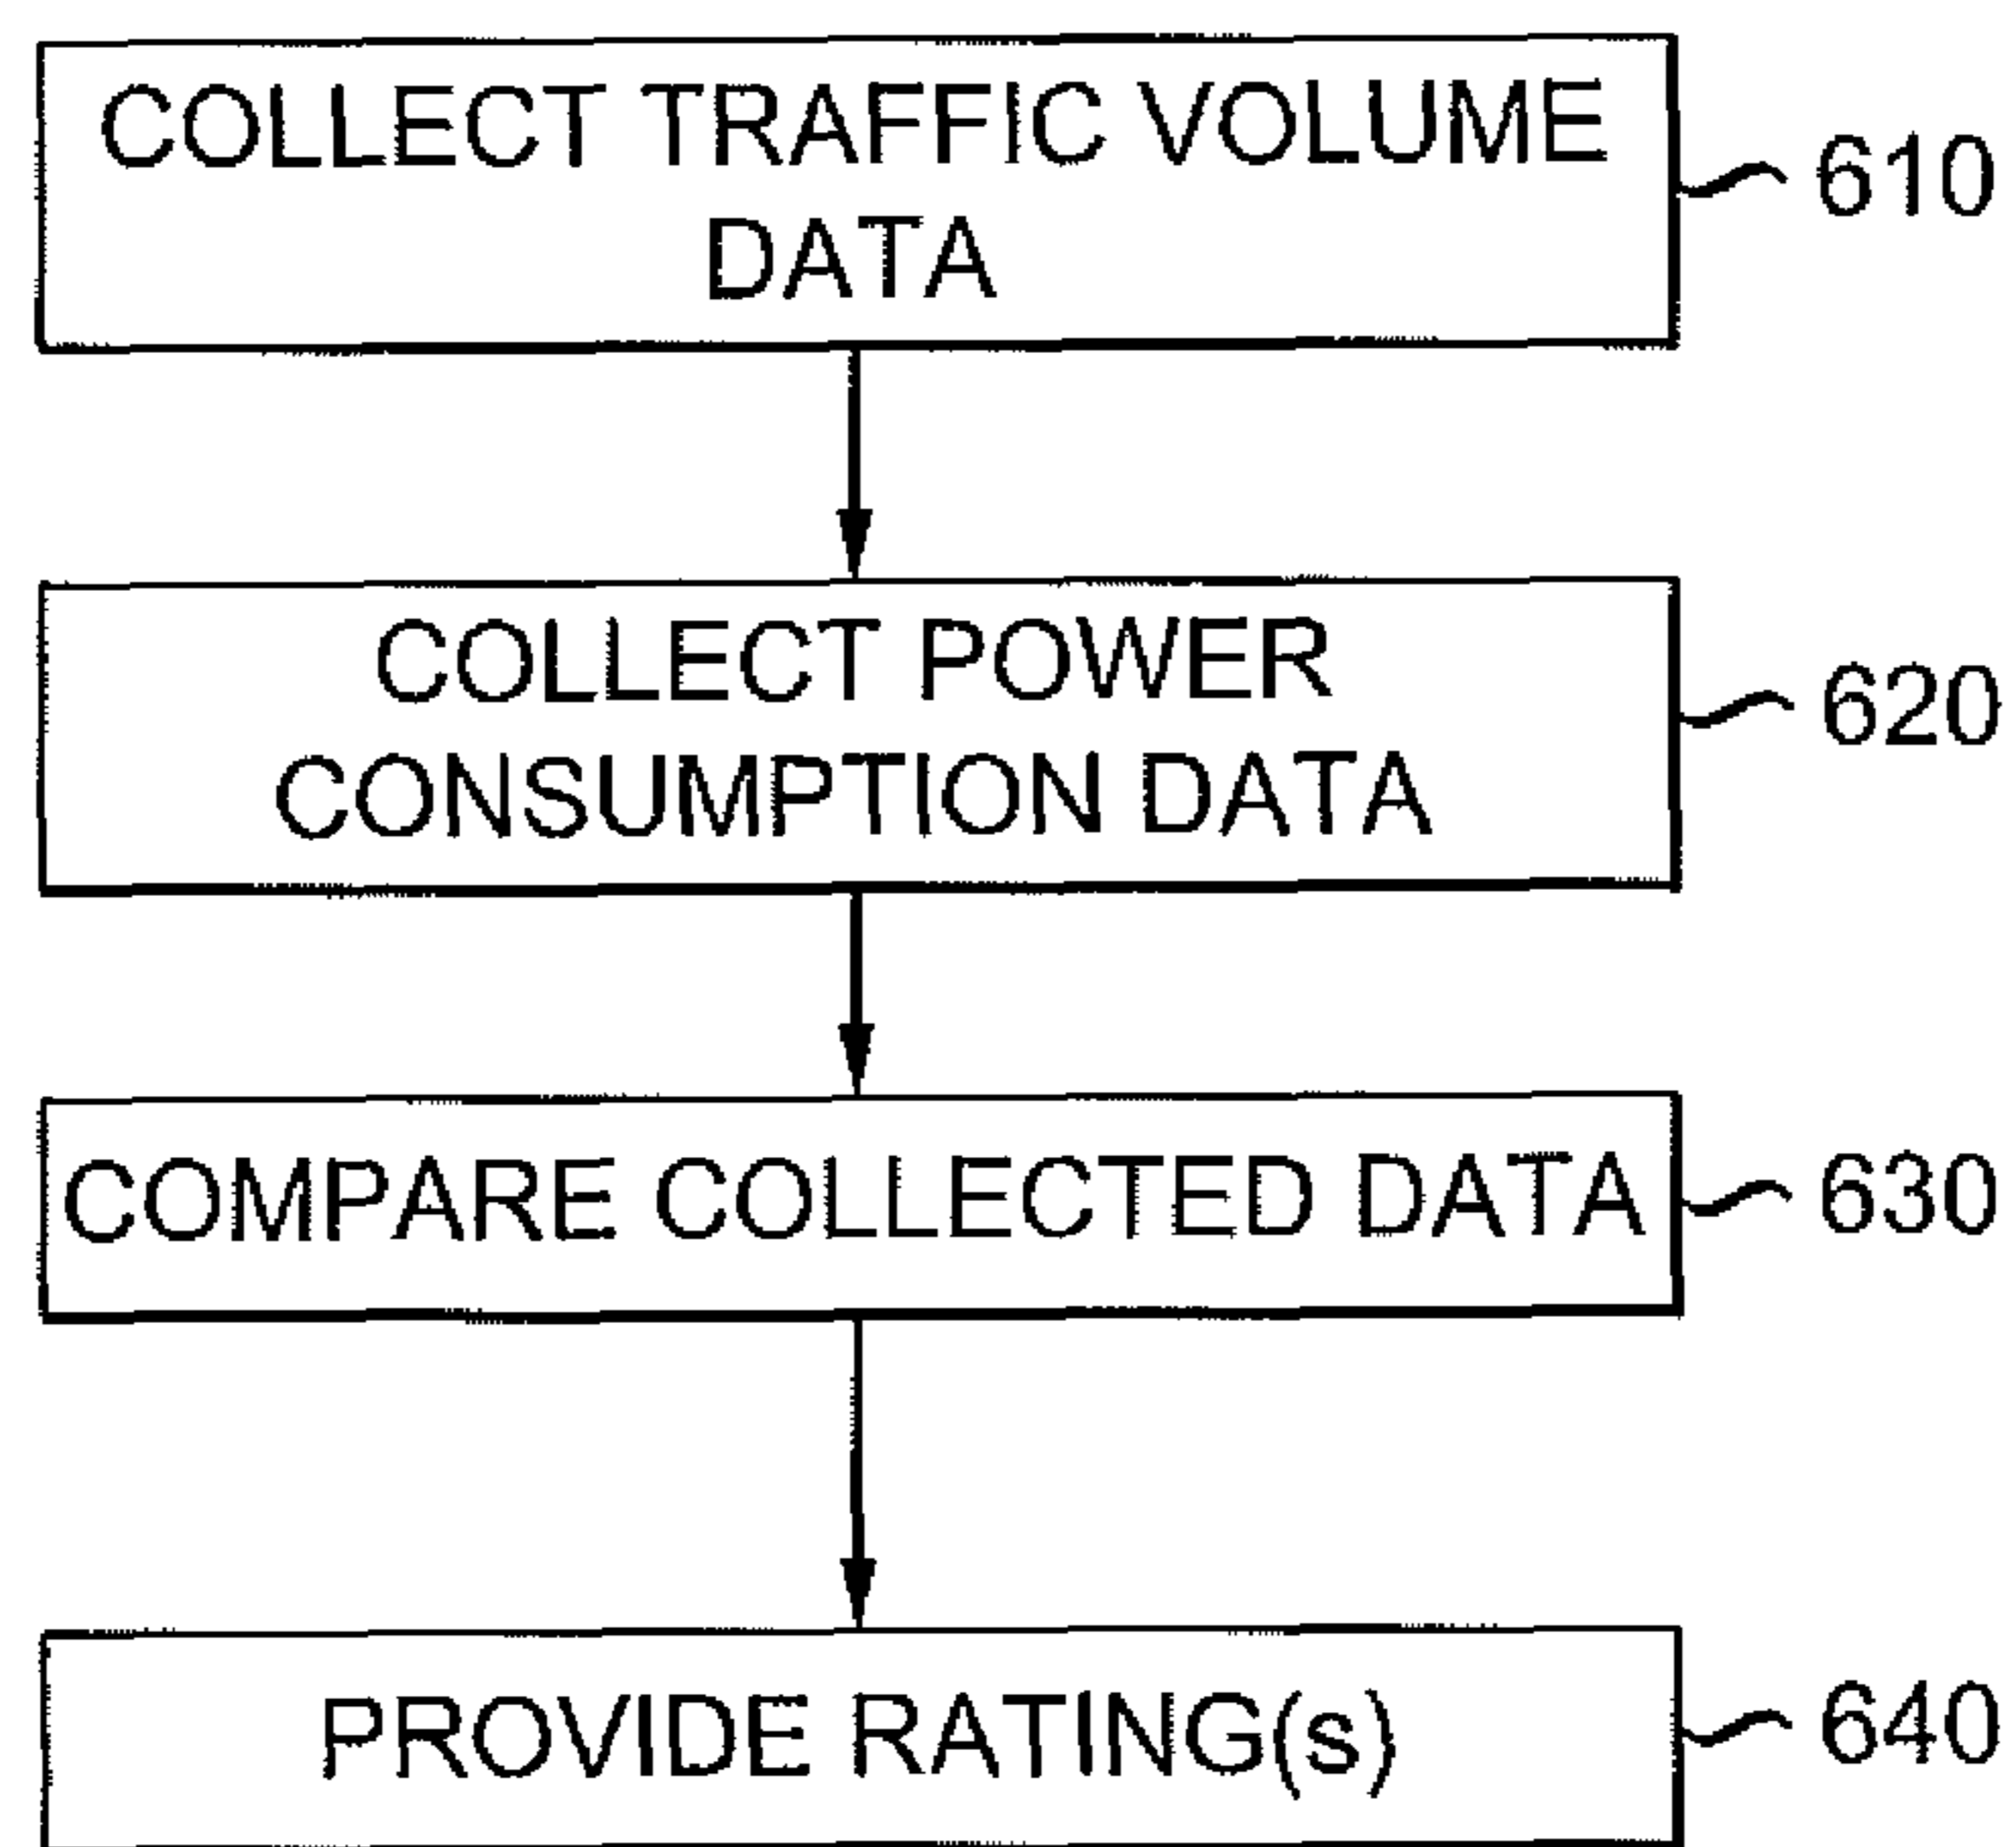 COLLECT TRAFFIC VOLUME
DATA
610
COLLECT POWER
CONSUMPTION DATA
620
COMPARE COLLECTED DATA
630
PROVIDE RATING(s)
640